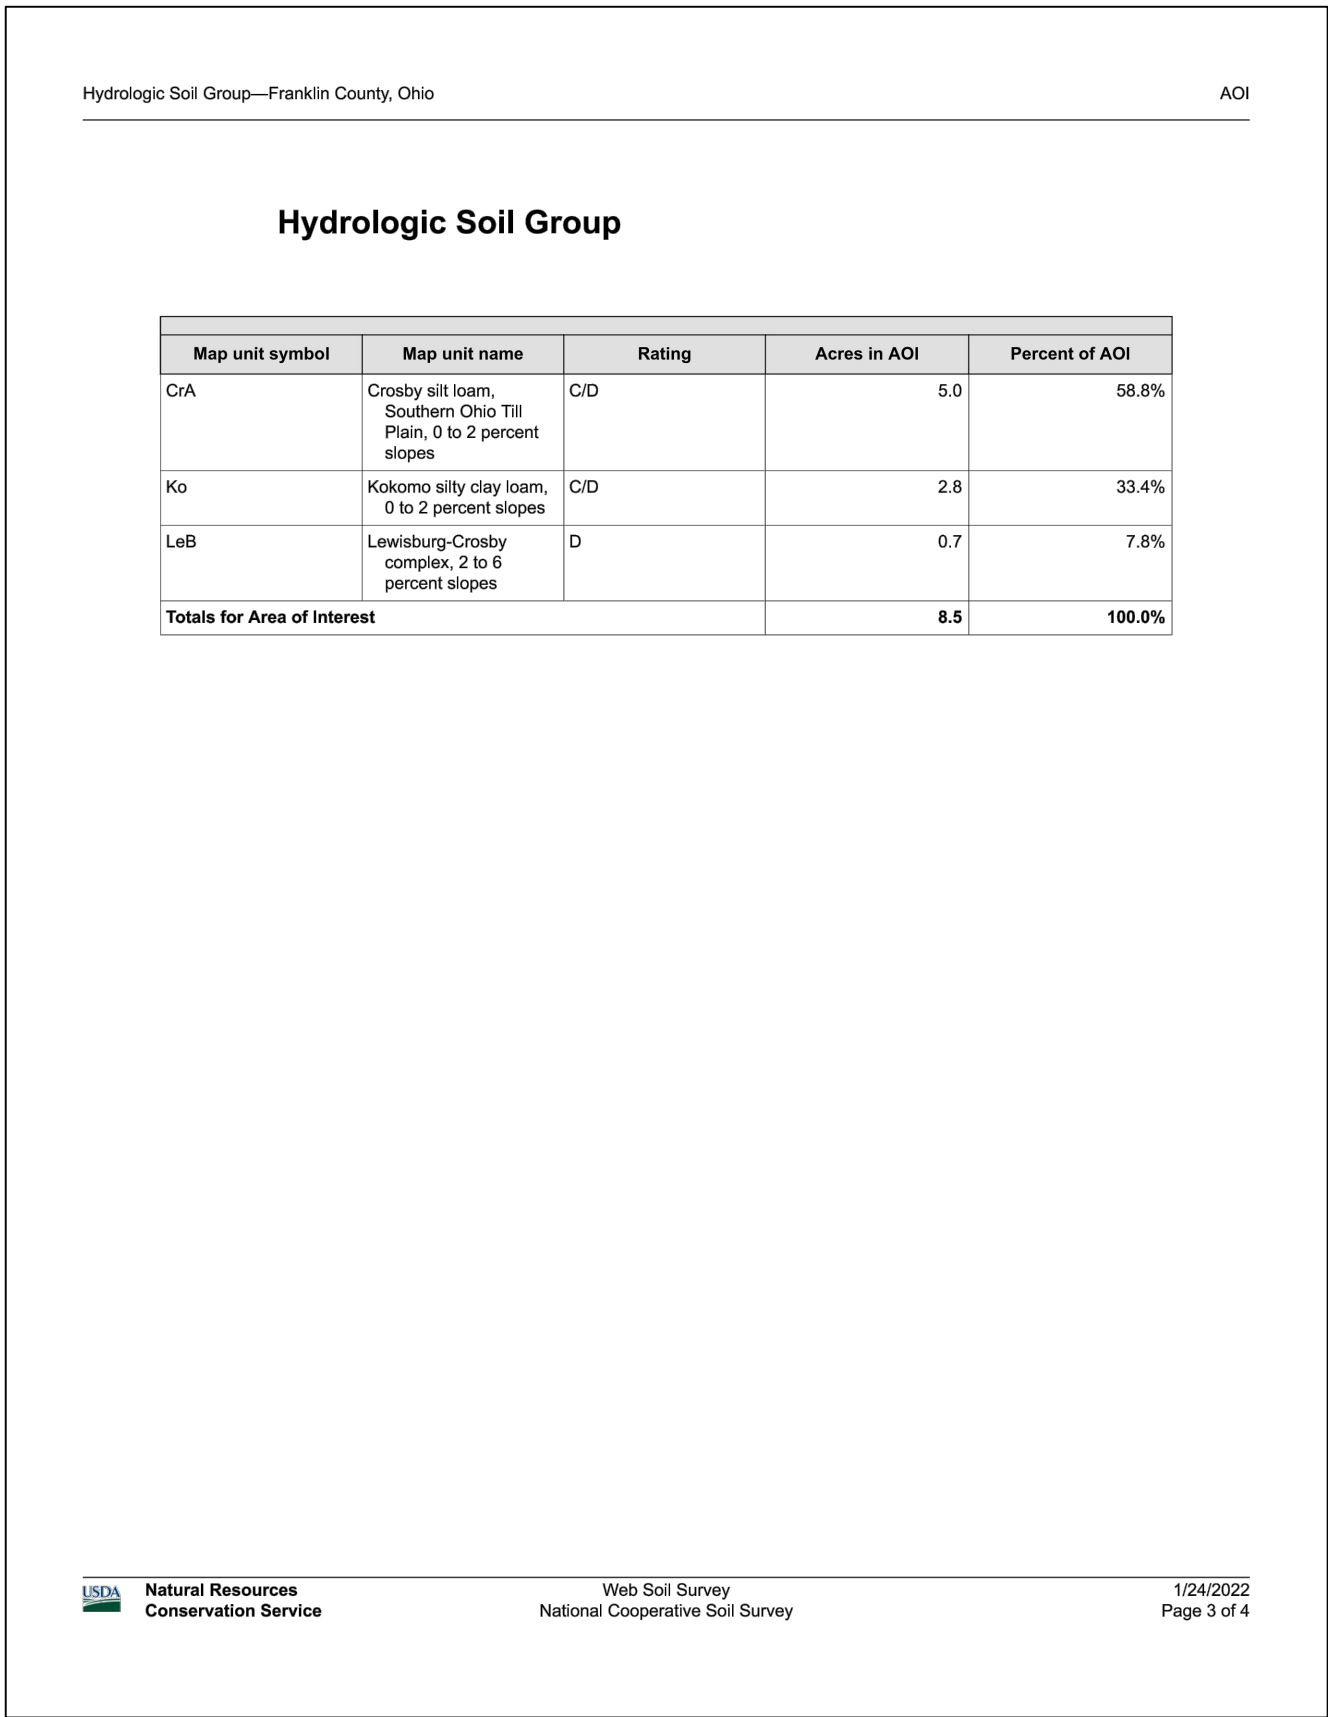 Hydrologic Soil Group—Franklin County, Ohio AOI
Hydrologic Soil Group
Map unit symbol Map unit name Rating Acres in AOI Percent of AOI
CrA Crosby silt loam, C/D 5.0 58.8%
Southern Ohio Till
Plain, 0 to 2 percent
slopes
Ko Kokomo silty clay loam, C/D 2.8 33.4%
0 to 2 percent slopes
LeB Lewisburg-Crosby D 0.7 7.8%
complex, 2 to 6
percent slopes
Totals for Area of Interest 8.5 100.0%
USDA Natural Resources Web Soil Survey 1/24/2022
Conservation Service National Cooperative Soil Survey Page 3 of 4